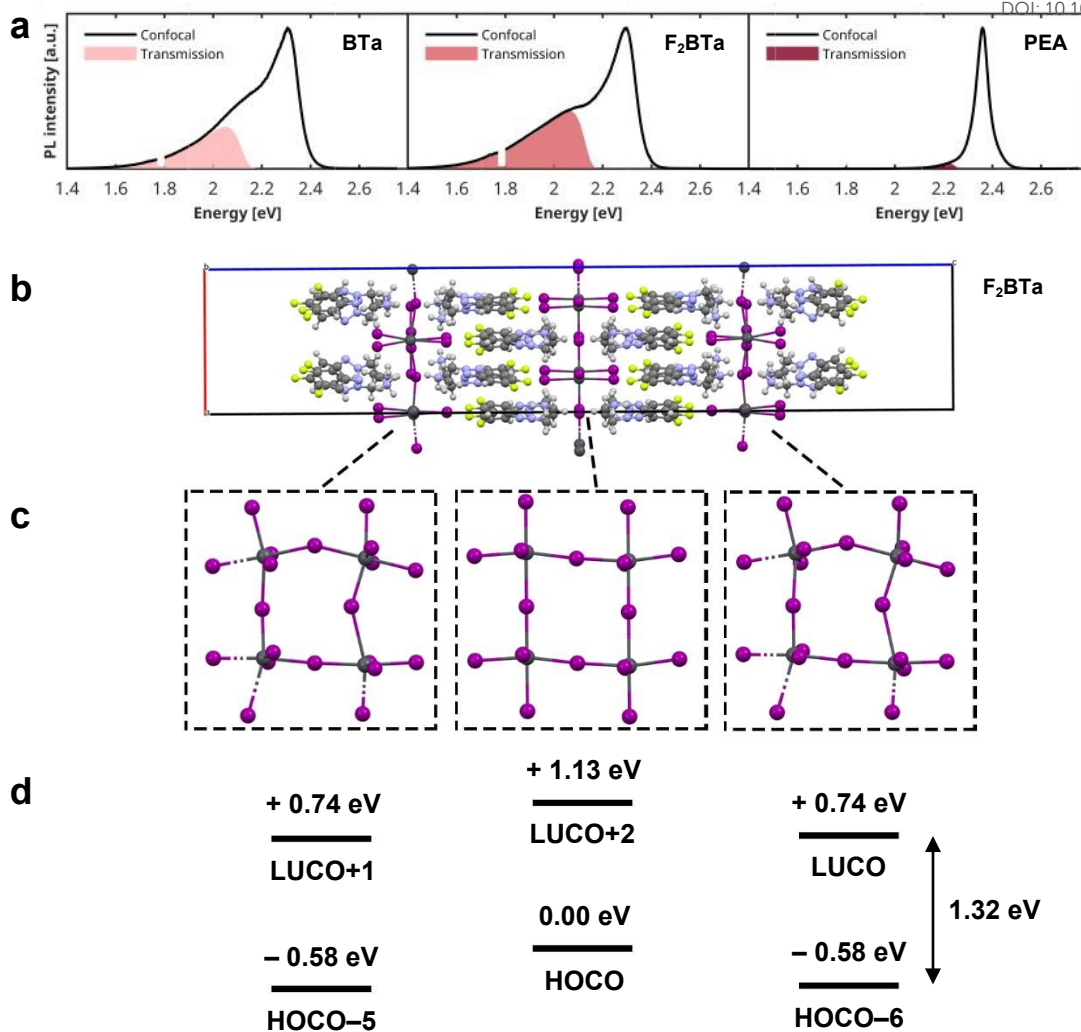 DOI: 10.10
a
Confocal
Transmission
BTa
Confocal
Transmission
F₂BTa
Confocal
Transmission
PEA
PL intensity [a.u.]
1.4 1.6 1.8 2 2.2 2.4 2.6
1.4 1.6 1.8 2 2.2 2.4 2.6
1.4 1.6 1.8 2 2.2 2.4 2.6
Energy [eV]
Energy [eV]
Energy [eV]
b
b
c
a
F₂BTa
c
d
+ 0.74 eV
LUCO+1
+ 1.13 eV
LUCO+2
+ 0.74 eV
LUCO
0.00 eV
HOCO
1.32 eV
– 0.58 eV
HOCO–5
– 0.58 eV
HOCO–6